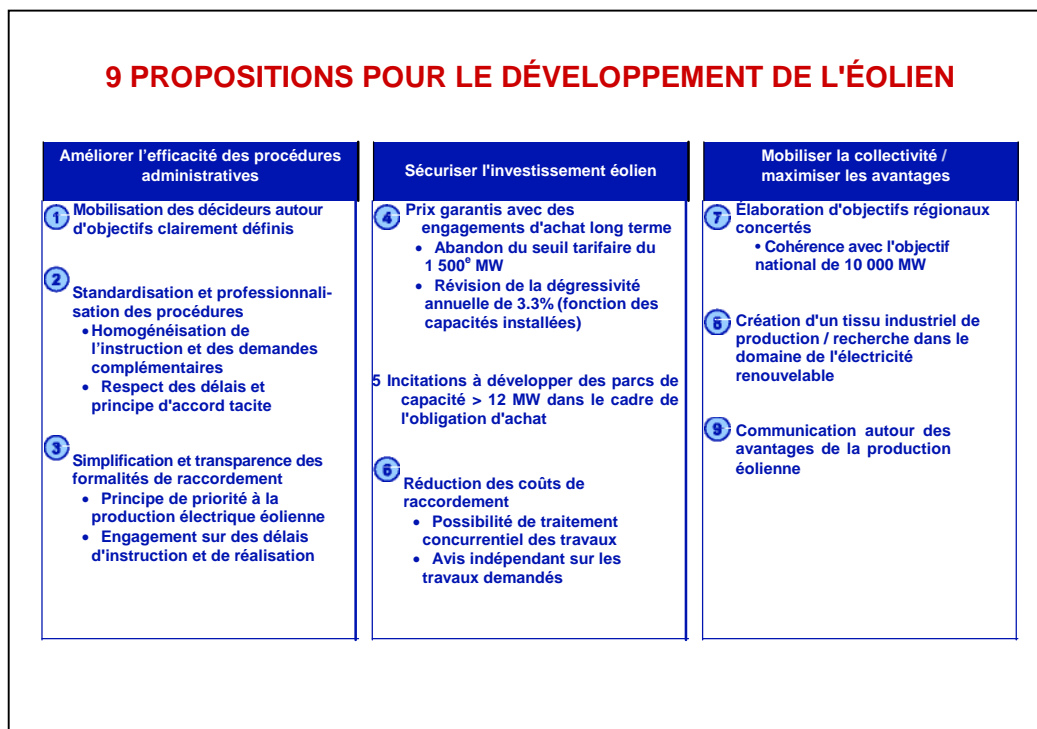 9 PROPOSITIONS POUR LE DÉVELOPPEMENT DE L'ÉOLIEN
Améliorer l'efficacité des procédures
administratives
1 Mobilisation des décideurs autour
d'objectifs clairement définis
2
Standardisation et professionnali-
sation des procédures
•Homogénéisation de
l'instruction et des demandes
complémentaires
• Respect des délais et
principe d'accord tacite
3
Simplification et transparence des
formalités de raccordement
• Principe de priorité à la
production électrique éolienne
• Engagement sur des délais
d'instruction et de réalisation
Sécuriser l'investissement éolien
4 Prix garantis avec des
engagements d'achat long terme
• Abandon du seuil tarifaire du
1 500e MW
• Révision de la dégressivité
annuelle de 3.3% (fonction des
capacités installées)
5 Incitations à développer des parcs de
capacité > 12 MW dans le cadre de
l'obligation d'achat
6
Réduction des coûts de
raccordement
• Possibilité de traitement
concurrentiel des travaux
• Avis indépendant sur les
travaux demandés
Mobiliser la collectivité /
maximiser les avantages
7 Élaboration d'objectifs régionaux
concertés
• Cohérence avec l'objectif
national de 10 000 MW
Création d'un tissu industriel de
production / recherche dans le
domaine de l'électricité
renouvelable
9 Communication autour des
avantages de la production
éolienne